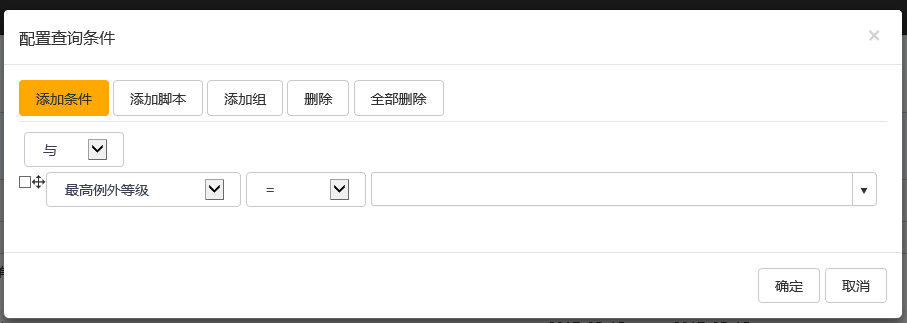 配置查询条件 ×
添加条件 添加脚本 添加组 删除 全部删除
与
最高例外等级 =
确定 取消